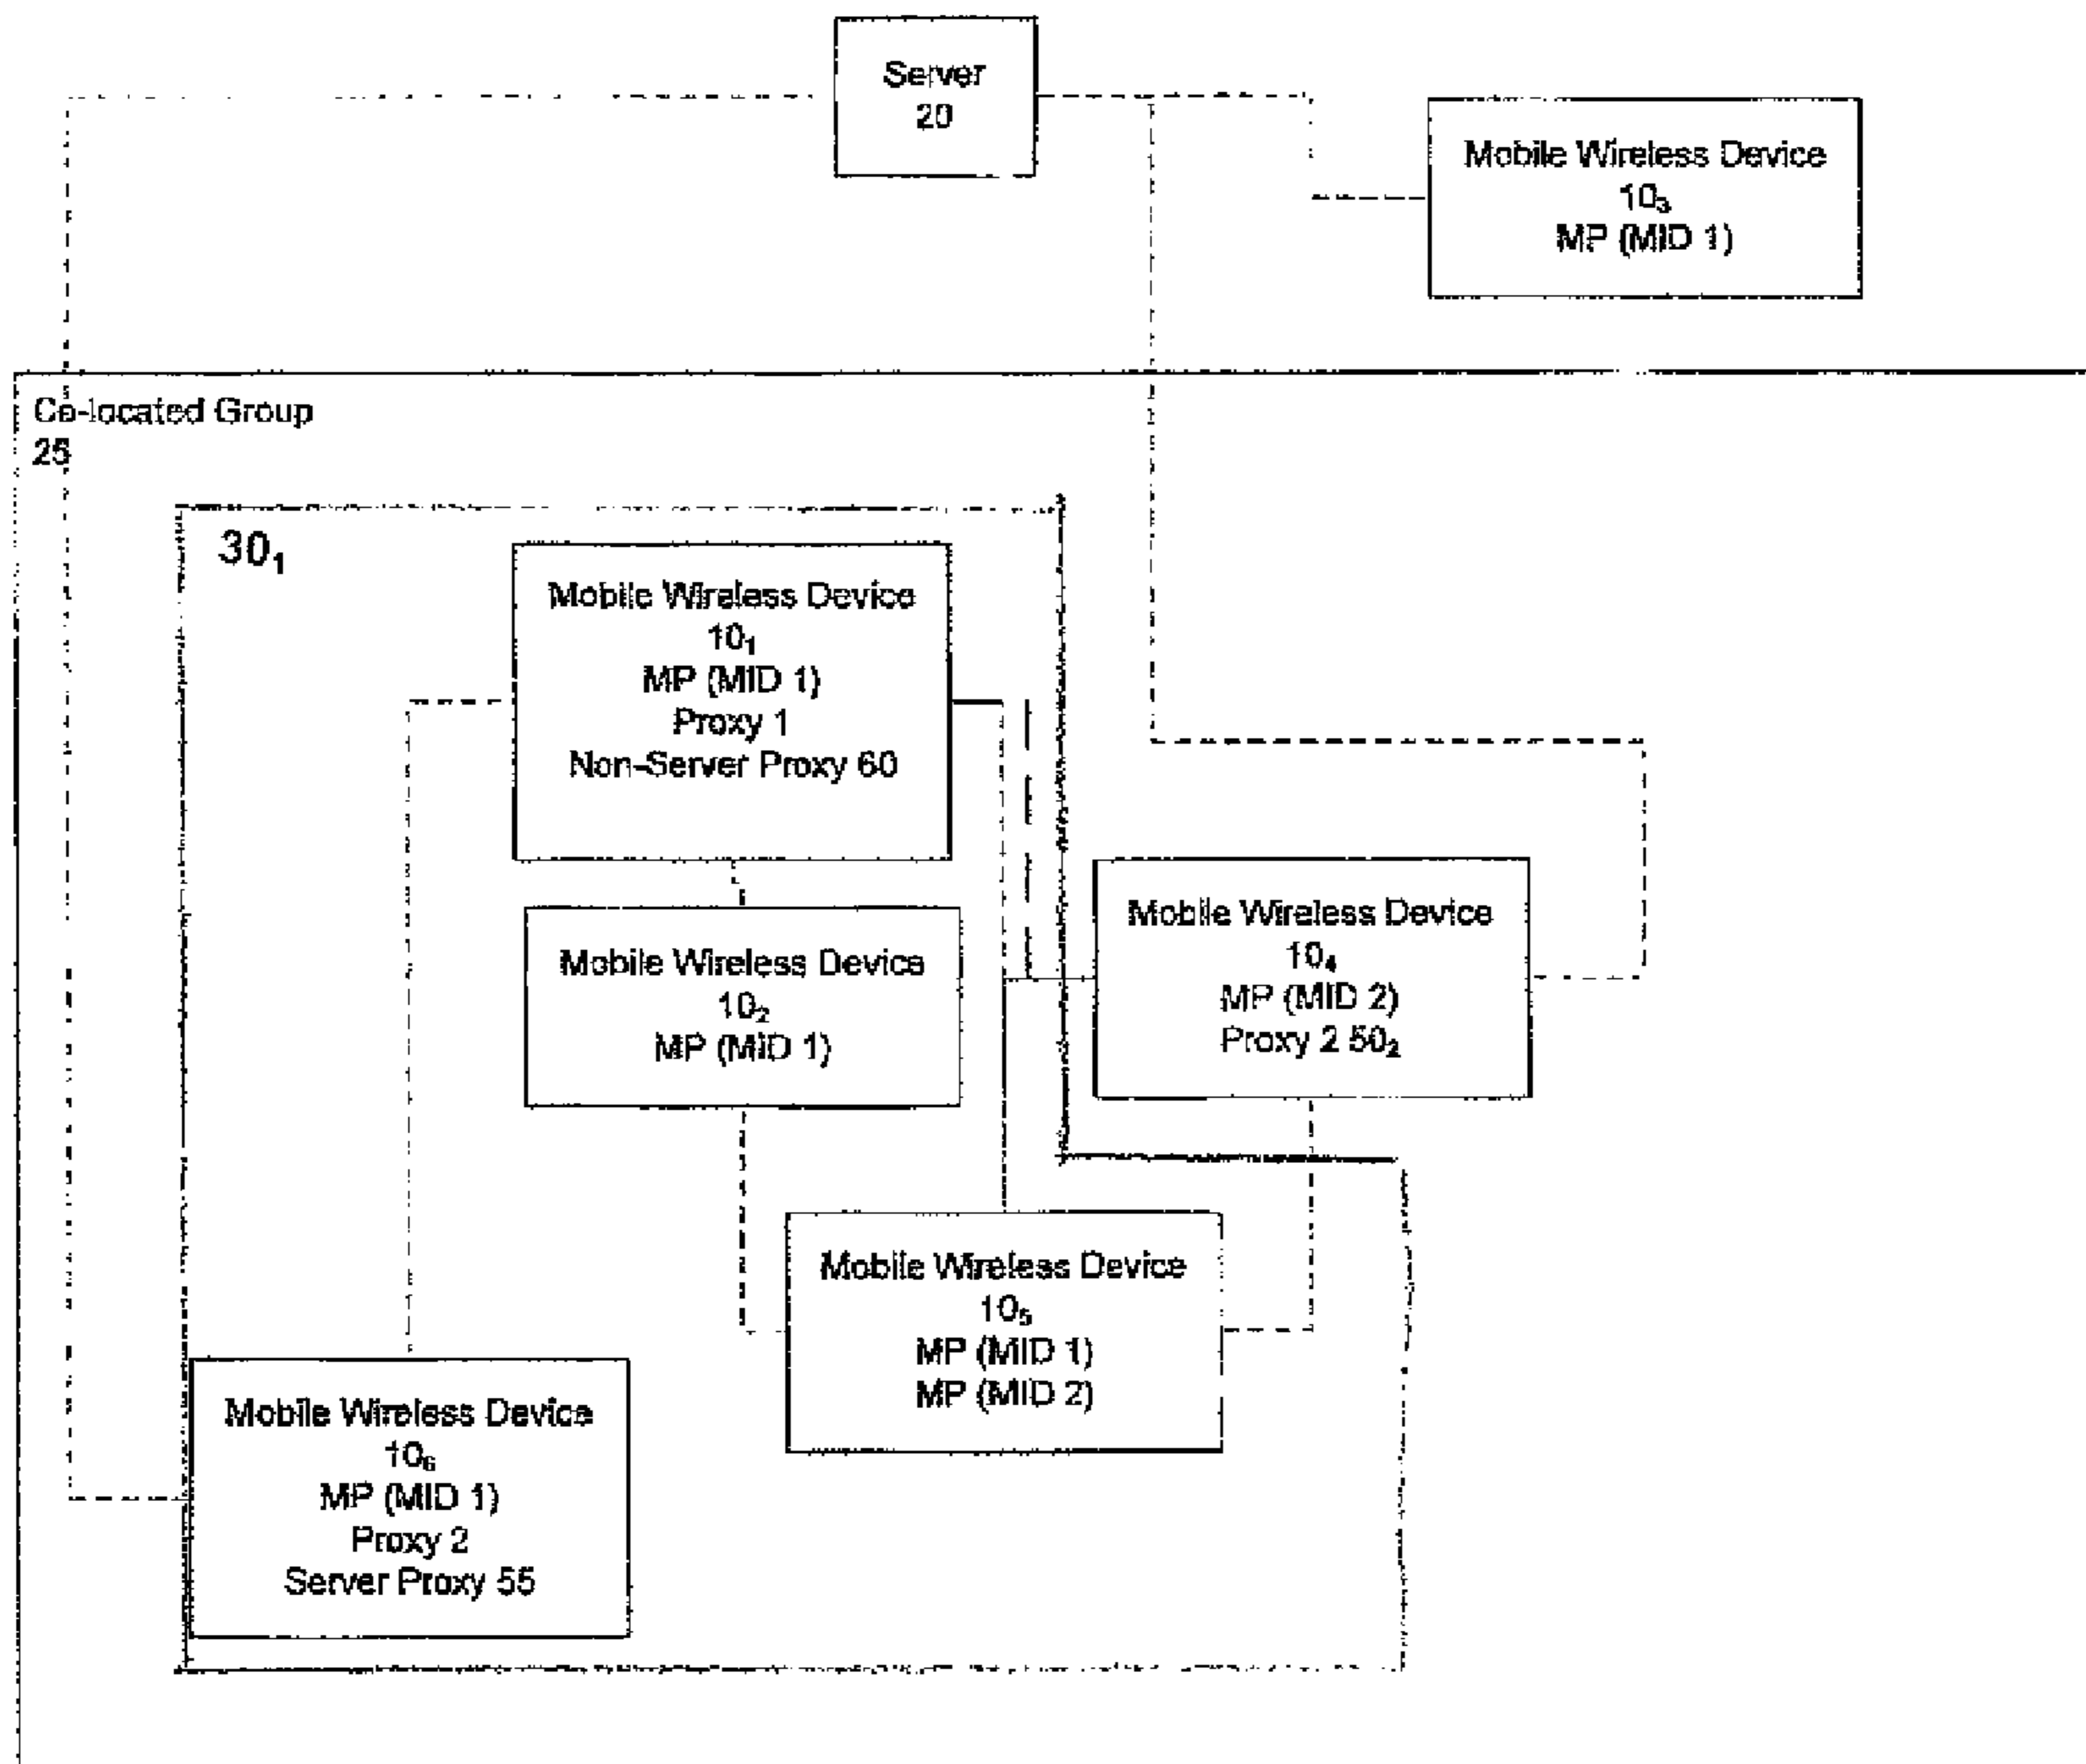 Server
20
Mobile Wireless Device
10₃
MP (MID 1)
Co-located Group
25
30₁
Mobile Wireless Device
10₁
MP (MID 1)
Proxy 1
Non-Server Proxy 60
Mobile Wireless Device
10₂
MP (MID 1)
Mobile Wireless Device
10₄
MP (MID 2)
Proxy 2 50₂
Mobile Wireless Device
10₅
MP (MID 1)
MP (MID 2)
Mobile Wireless Device
10₆
MP (MID 1)
Proxy 2
Server Proxy 55